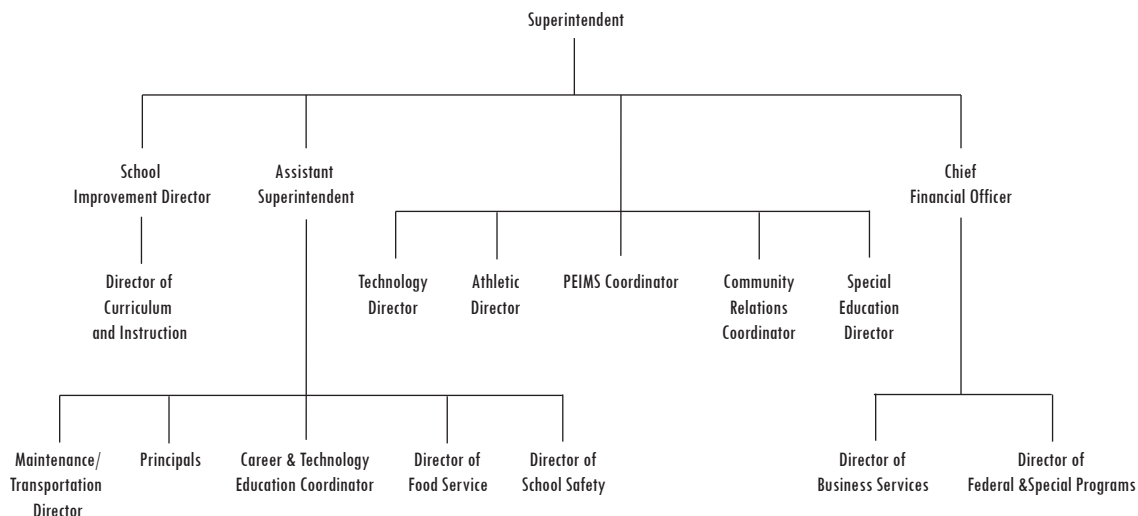 Superintendent
School
Improvement Director
Assistant
Superintendent
Chief
Financial Officer
Director of
Curriculum
and Instruction
Technology
Director
Athletic
Director
PEIMS Coordinator
Community
Relations
Coordinator
Special
Education
Director
Maintenance/
Transportation
Director
Principals
Career & Technology
Education Coordinator
Director of
Food Service
Director of
School Safety
Director of
Business Services
Director of
Federal &Special Programs